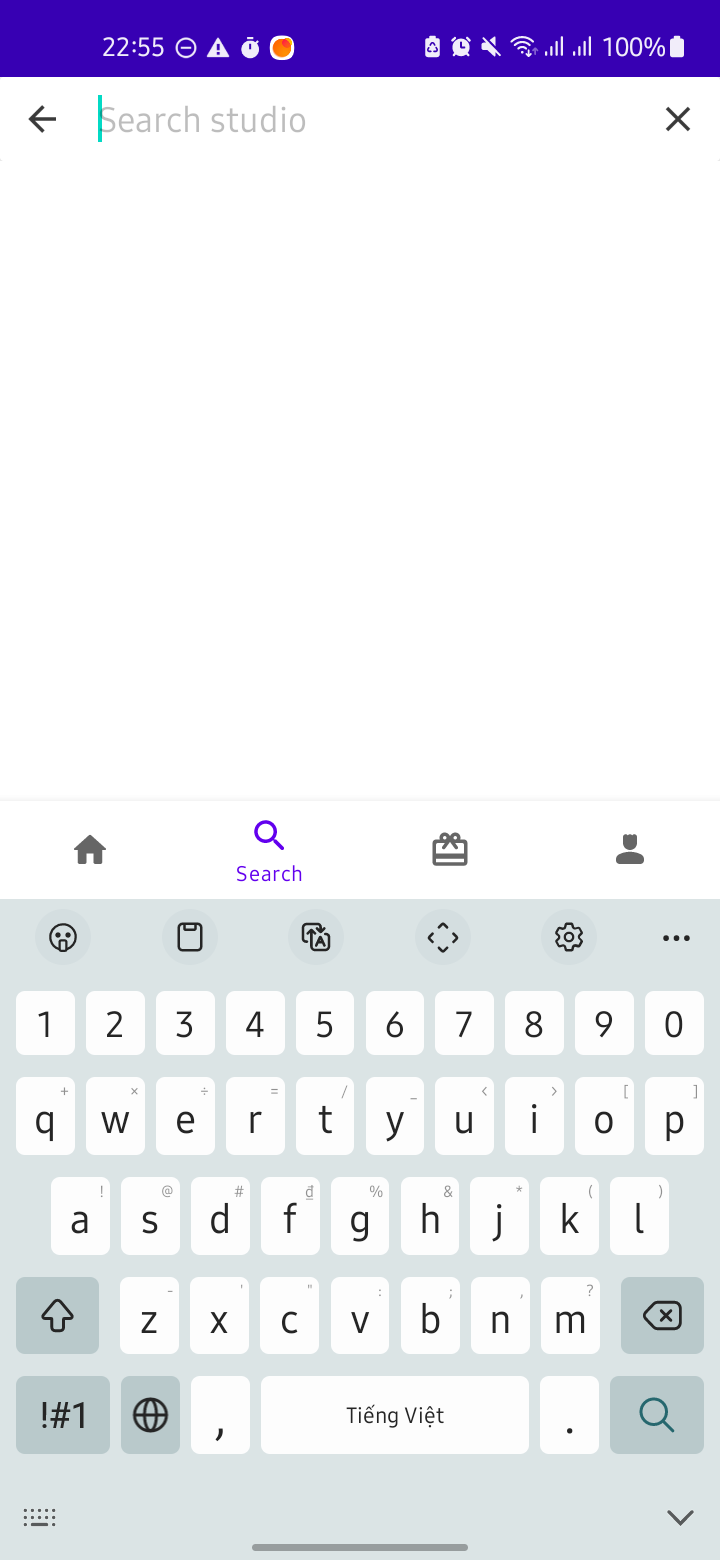 22:55 100%
Search studio
Search
1 2 3 4 5 6 7 8 9 0
+ × ÷ = / _ < > [ ]
q w e r t y u i o p
! @ # ₫ % & * ( )
a s d f g h j k l
- ' " : ; , ?
z x c v b n m
!#1 , Tiếng Việt .